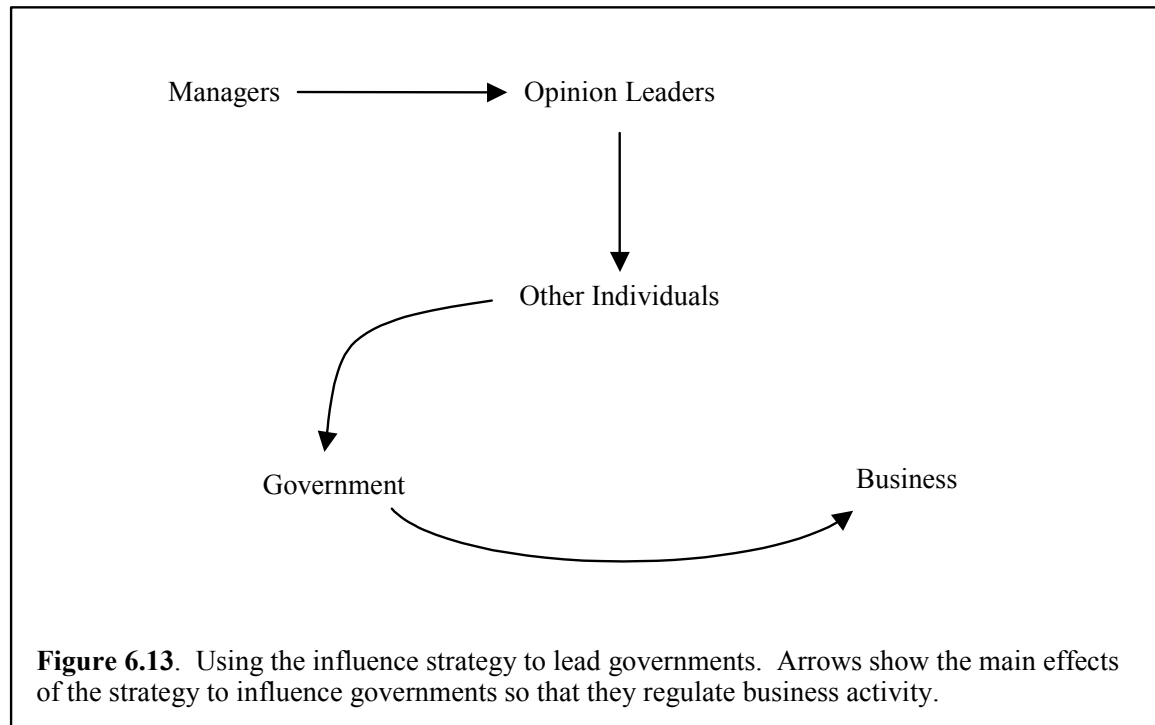 Managers
Opinion Leaders
Other Individuals
Government
Business
Figure 6.13.  Using the influence strategy to lead governments.  Arrows show the main effects
of the strategy to influence governments so that they regulate business activity.